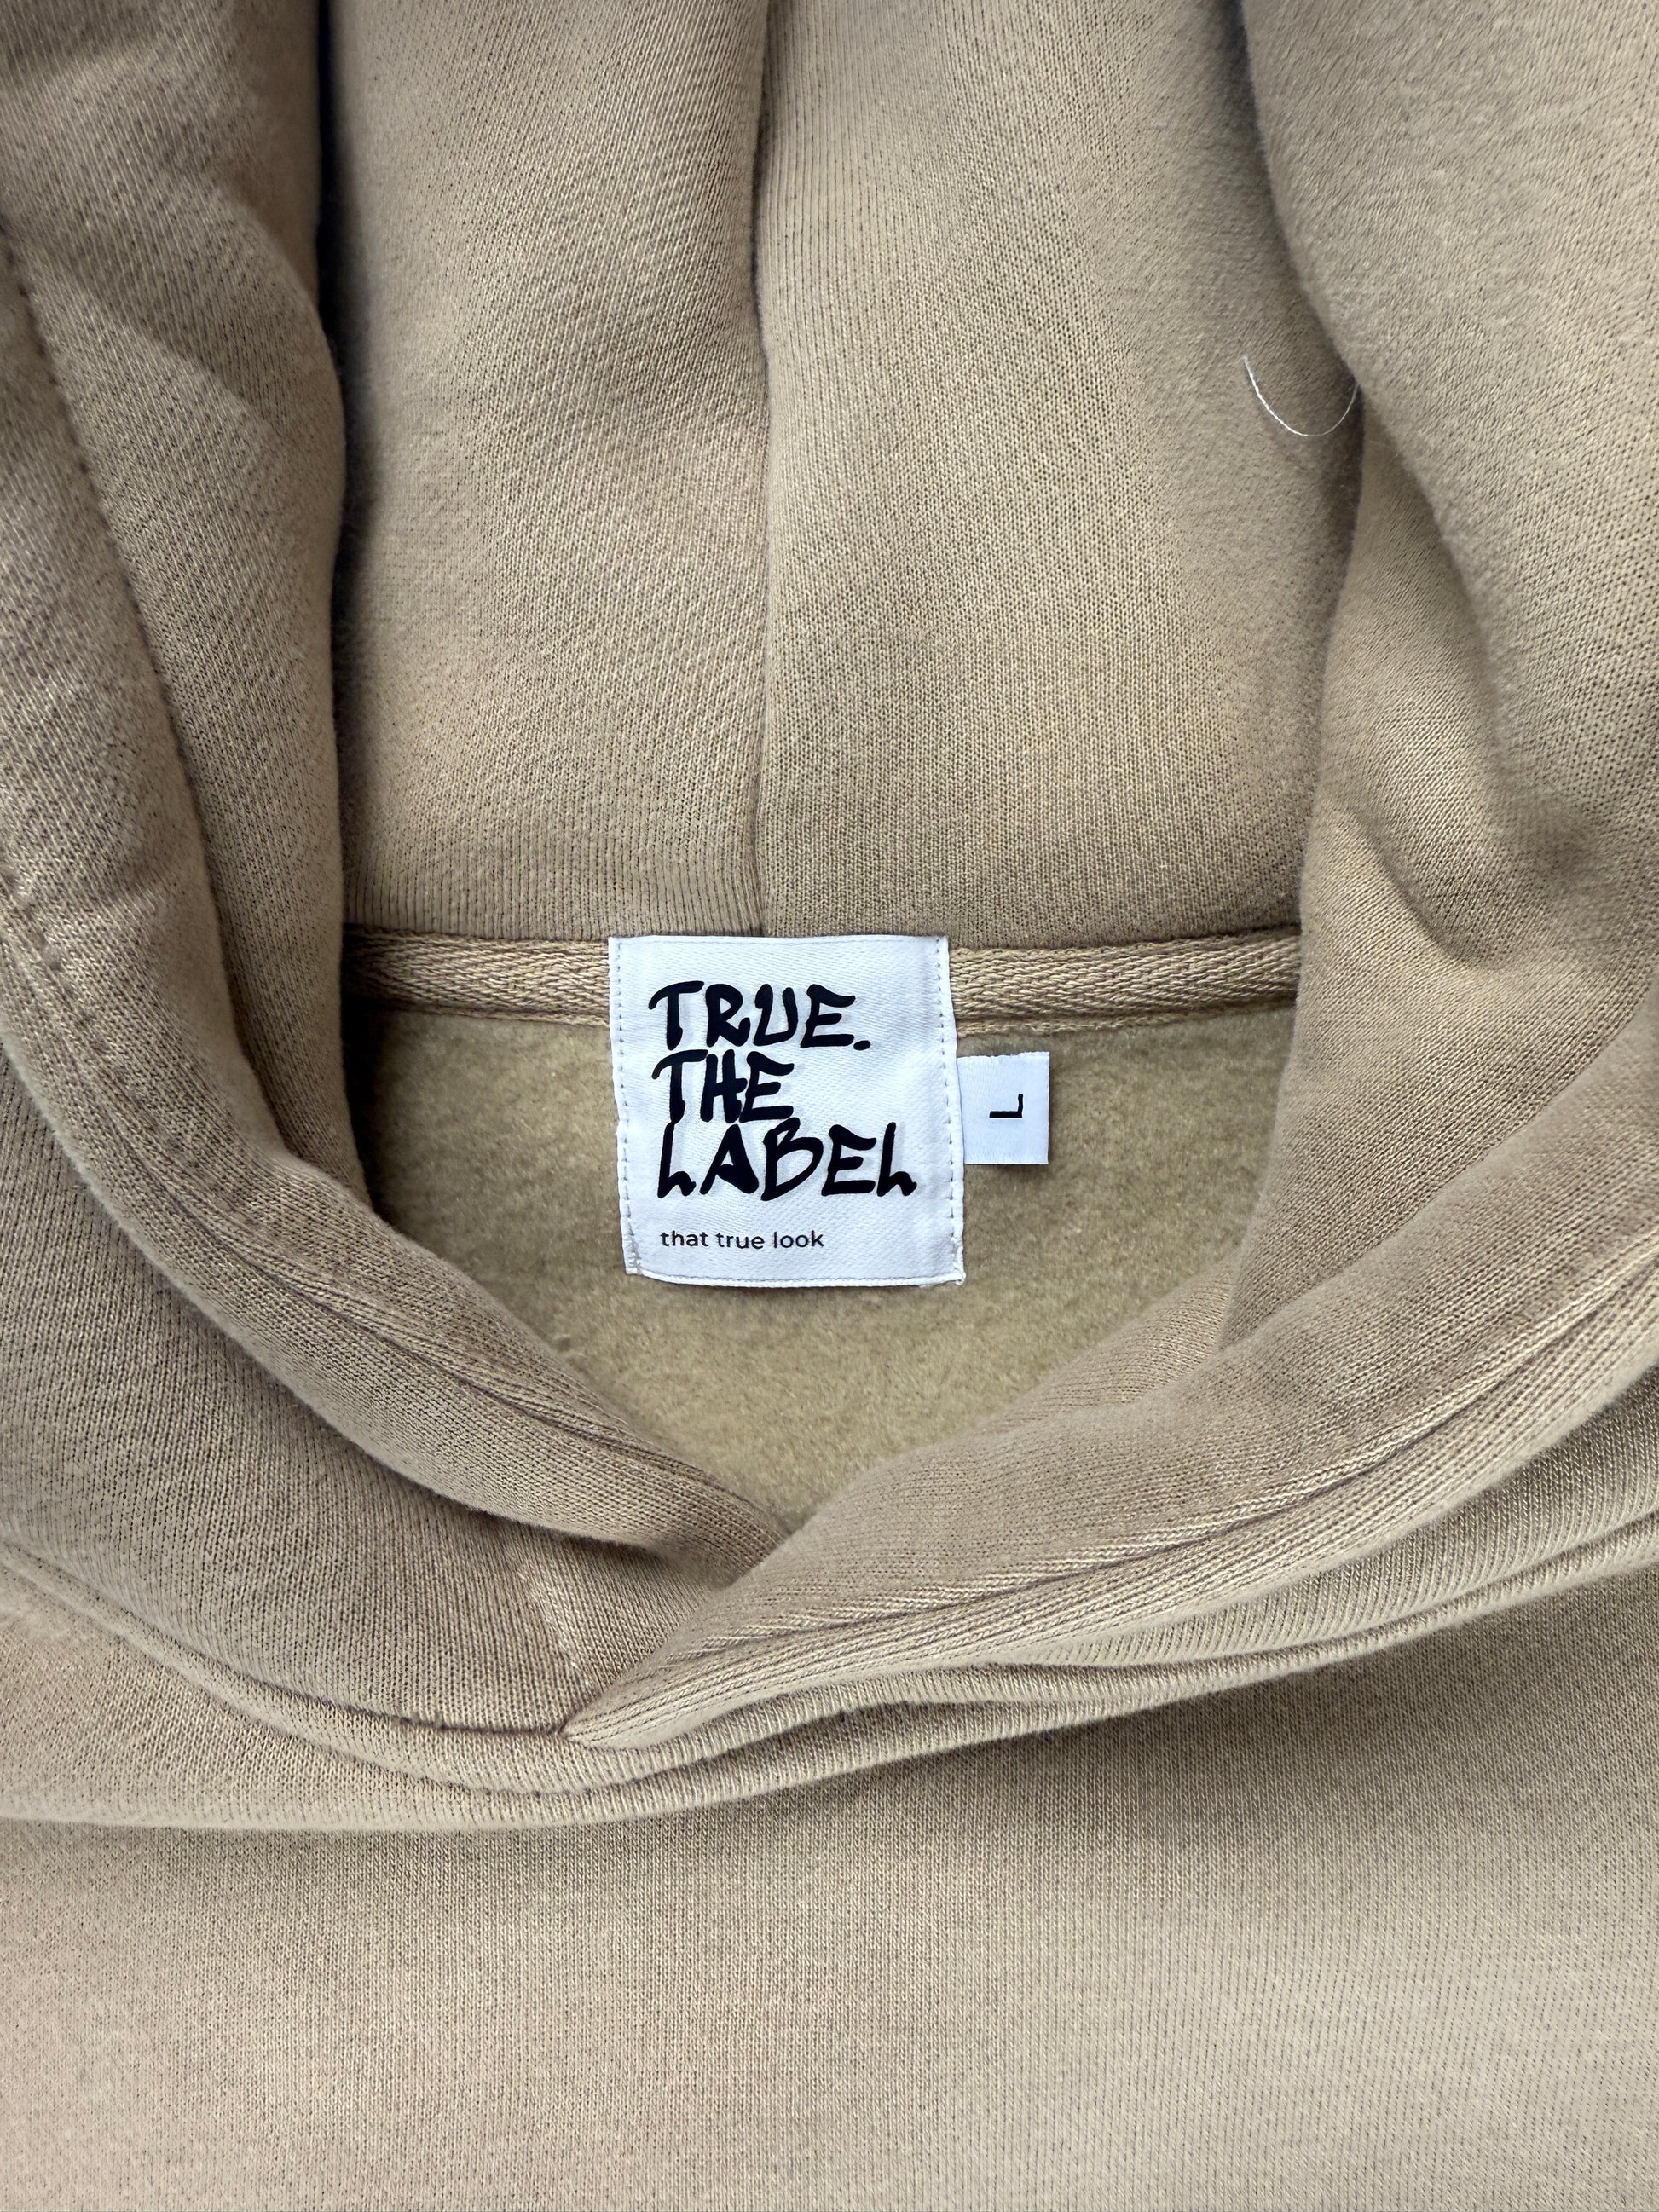 TRUE.
THE
LABEL
that true look
L